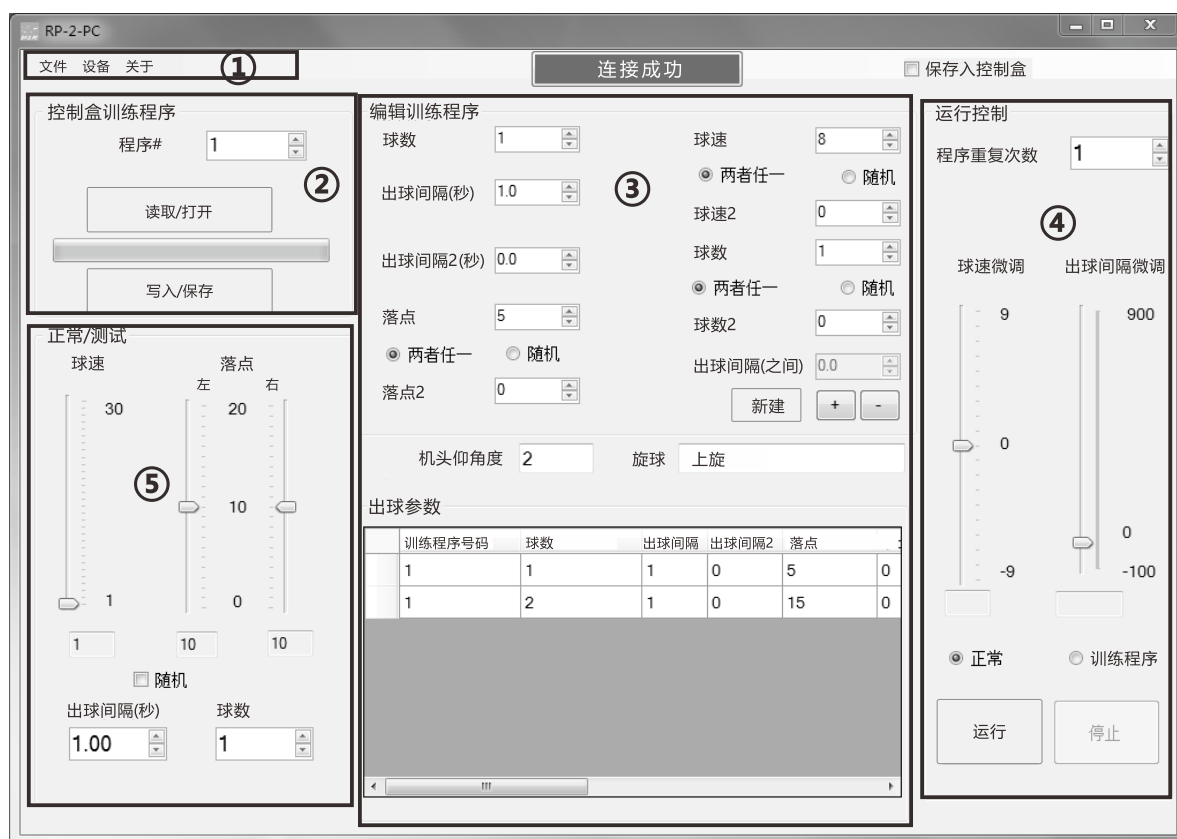 RP-2-PC
文件 设备 关于 ①
连接成功
保存入控制盒
控制盒训练程序
程序# 1
②
读取/打开
写入/保存
编辑训练程序
球数 1
出球间隔(秒) 1.0
③
出球间隔2(秒) 0.0
落点 5
两者任一 随机
落点2 0
球速 8
两者任一 随机
球速2 0
球数 1
两者任一 随机
球数2 0
出球间隔(之间) 0.0
新建 + -
机头仰角度 2 旋球 上旋
出球参数
训练程序号码 球数 出球间隔 出球间隔2 落点
1 1 1 0 5 0
1 2 1 0 15 0
运行控制
程序重复次数 1
④
球速微调 出球间隔微调
9 900
0
0
-9 -100
正常 训练程序
运行 停止
正常/测试
球速 落点
左 右
30 20
⑤
10
1 0
1 10 10
随机
出球间隔(秒) 球数
1.00 1